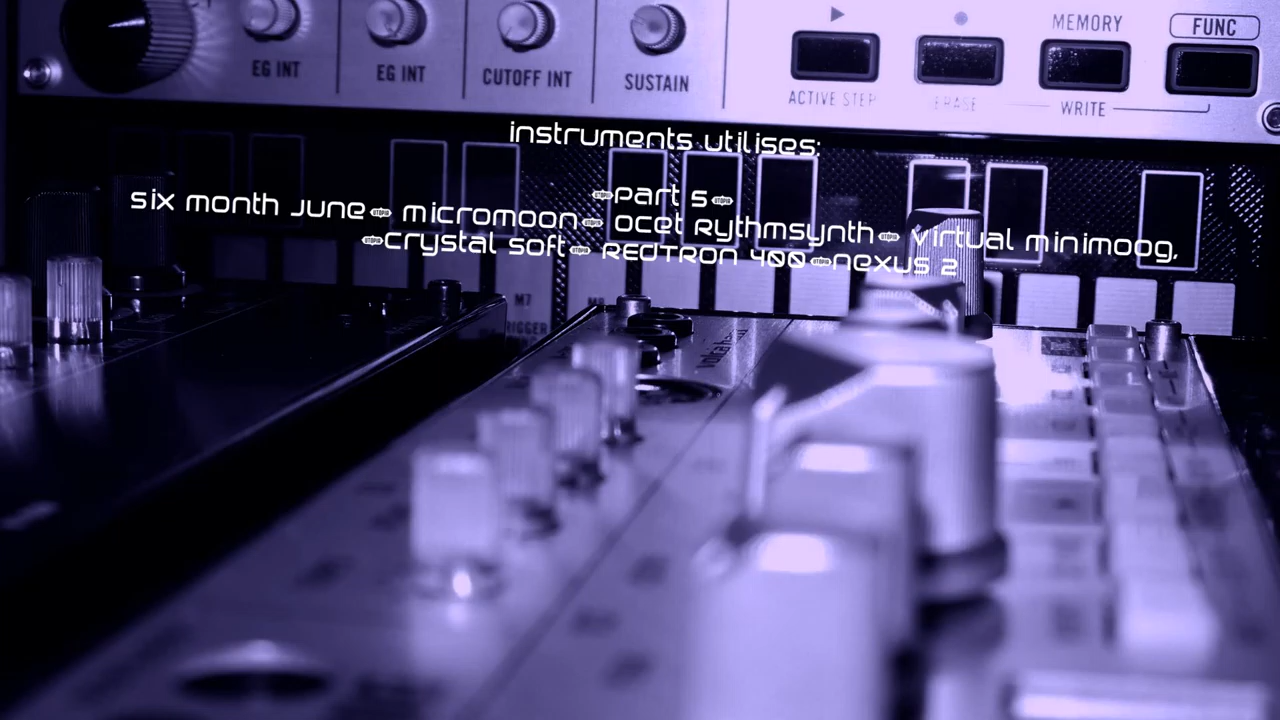 MEMORY FUNC
EG INT EG INT CUTOFF INT SUSTAIN
ACTIVE STEP ERASE WRITE
instruments utilises:
part 5
six month June micromoon ocet Rythmsynth virtual minimoog,
crystal soft REDTRON 400 nexus 2
M7